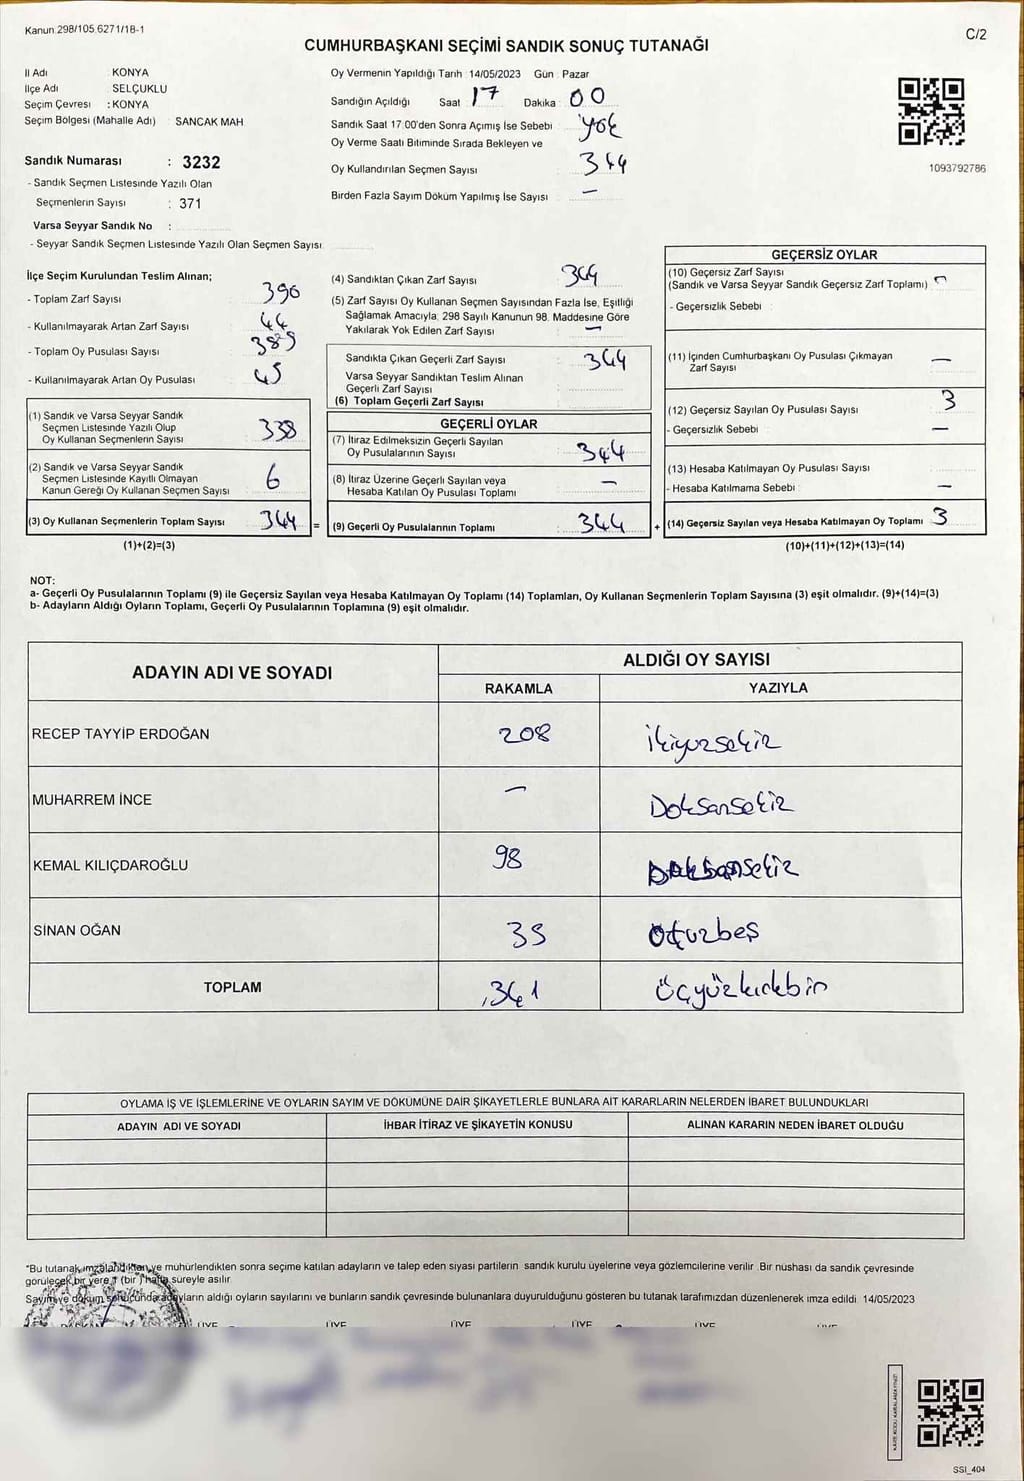 Kanun.298/105.6271/18-1
C/2
CUMHURBAŞKANI SEÇİMİ SANDIK SONUÇ TUTANAĞI
İl Adı : KONYA
İlçe Adı : SELÇUKLU
Seçim Çevresi : KONYA
Seçim Bölgesi (Mahalle Adı) : SANCAK MAH
Sandık Numarası : 3232
- Sandık Seçmen Listesinde Yazılı Olan
Seçmenlerin Sayısı : 371
Varsa Seyyar Sandık No :
- Seyyar Sandık Seçmen Listesinde Yazılı Olan Seçmen Sayısı
Oy Vermenin Yapıldığı Tarih : 14/05/2023 Gün : Pazar
Sandığın Açıldığı Saat 17 Dakika 00
Sandık Saat 17:00'den Sonra Açılmış İse Sebebi : yok
Oy Verme Saati Bitiminde Sırada Bekleyen ve
Oy Kullandırılan Seçmen Sayısı : 344
Birden Fazla Sayım Döküm Yapılmış İse Sayısı : —
1093792786
İlçe Seçim Kurulundan Teslim Alınan;
- Toplam Zarf Sayısı : 390
- Kullanılmayarak Artan Zarf Sayısı : 44
- Toplam Oy Pusulası Sayısı : 389
- Kullanılmayarak Artan Oy Pusulası : 45
(1) Sandık ve Varsa Seyyar Sandık
Seçmen Listesinde Yazılı Olup
Oy Kullanan Seçmenlerin Sayısı : 338
(2) Sandık ve Varsa Seyyar Sandık
Seçmen Listesinde Kayıtlı Olmayan
Kanun Gereği Oy Kullanan Seçmen Sayısı : 6
(3) Oy Kullanan Seçmenlerin Toplam Sayısı : 344 =
(1)+(2)=(3)
(4) Sandıktan Çıkan Zarf Sayısı : 344
(5) Zarf Sayısı Oy Kullanan Seçmen Sayısından Fazla İse, Eşitliği
Sağlamak Amacıyla; 298 Sayılı Kanunun 98. Maddesine Göre
Yakılarak Yok Edilen Zarf Sayısı : —
Sandıkta Çıkan Geçerli Zarf Sayısı : 344
Varsa Seyyar Sandıktan Teslim Alınan
Geçerli Zarf Sayısı
(6) Toplam Geçerli Zarf Sayısı
GEÇERLİ OYLAR
(7) İtiraz Edilmeksizin Geçerli Sayılan
Oy Pusulalarının Sayısı : 344
(8) İtiraz Üzerine Geçerli Sayılan veya
Hesaba Katılan Oy Pusulası Toplamı : —
(9) Geçerli Oy Pusulalarının Toplamı : 344 +
GEÇERSİZ OYLAR
(10) Geçersiz Zarf Sayısı
(Sandık ve Varsa Seyyar Sandık Geçersiz Zarf Toplamı)
- Geçersizlik Sebebi :
(11) İçinden Cumhurbaşkanı Oy Pusulası Çıkmayan
Zarf Sayısı : —
(12) Geçersiz Sayılan Oy Pusulası Sayısı : 3
- Geçersizlik Sebebi : —
(13) Hesaba Katılmayan Oy Pusulası Sayısı :
- Hesaba Katılmama Sebebi : —
(14) Geçersiz Sayılan veya Hesaba Katılmayan Oy Toplamı : 3
(10)+(11)+(12)+(13)=(14)
NOT:
a- Geçerli Oy Pusulalarının Toplamı (9) ile Geçersiz Sayılan veya Hesaba Katılmayan Oy Toplamı (14) Toplamları, Oy Kullanan Seçmenlerin Toplam Sayısına (3) eşit olmalıdır. (9)+(14)=(3)
b- Adayların Aldığı Oyların Toplamı, Geçerli Oy Pusulalarının Toplamına (9) eşit olmalıdır.
ADAYIN ADI VE SOYADI ALDIĞI OY SAYISI
RAKAMLA YAZIYLA
RECEP TAYYİP ERDOĞAN 208 ikiyüzsekiz
MUHARREM İNCE — Doksansekiz
KEMAL KILIÇDAROĞLU 98 Doksansekiz
SİNAN OĞAN 35 Otuzbeş
TOPLAM 341 Üçyüzkırkbir
OYLAMA İŞ VE İŞLEMLERİNE VE OYLARIN SAYIM VE DÖKÜMÜNE DAİR ŞİKAYETLERLE BUNLARA AİT KARARLARIN NELERDEN İBARET BULUNDUKLARI
ADAYIN ADI VE SOYADI İHBAR İTİRAZ VE ŞİKAYETİN KONUSU ALINAN KARARIN NEDEN İBARET OLDUĞU
*Bu tutanak imzalandıktan ve mühürlendikten sonra seçime katılan adayların ve talep eden siyasi partilerin sandık kurulu üyelerine veya gözlemcilerine verilir. Bir nüshası da sandık çevresinde
görülecek bir yere 1 (bir) hafta süreyle asılır.
Sayım ve döküm sonucunda adayların aldığı oyların sayılarını ve bunların sandık çevresinde bulunanlara duyurulduğunu gösteren bu tutanak tarafımızdan düzenlenerek imza edildi. 14/05/2023
BAŞKAN ÜYE ÜYE ÜYE ÜYE ÜYE
SSI_404